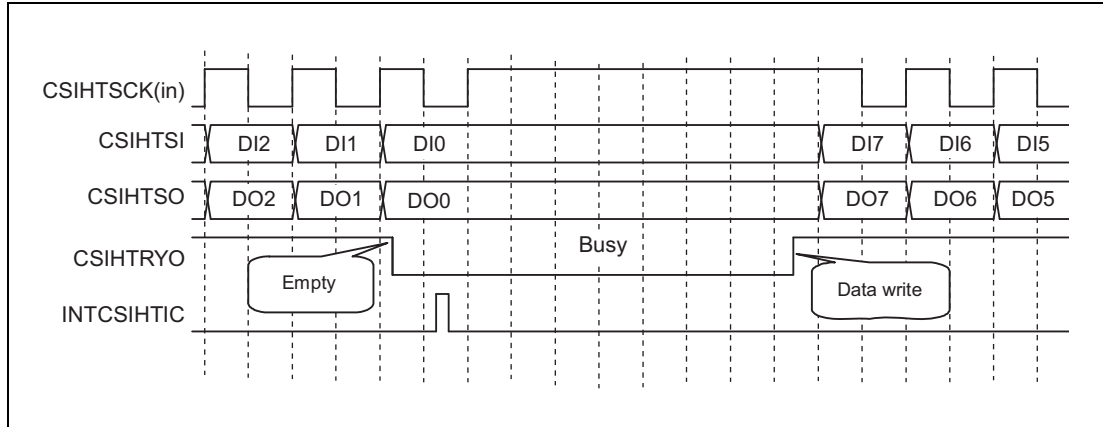 CSIHTSCK(in)
CSIHTSI DI2 DI1 DI0 DI7 DI6 DI5
CSIHTSO DO2 DO1 DO0 DO7 DO6 DO5
CSIHTRYO Busy
Empty Data write
INTCSIHTIC